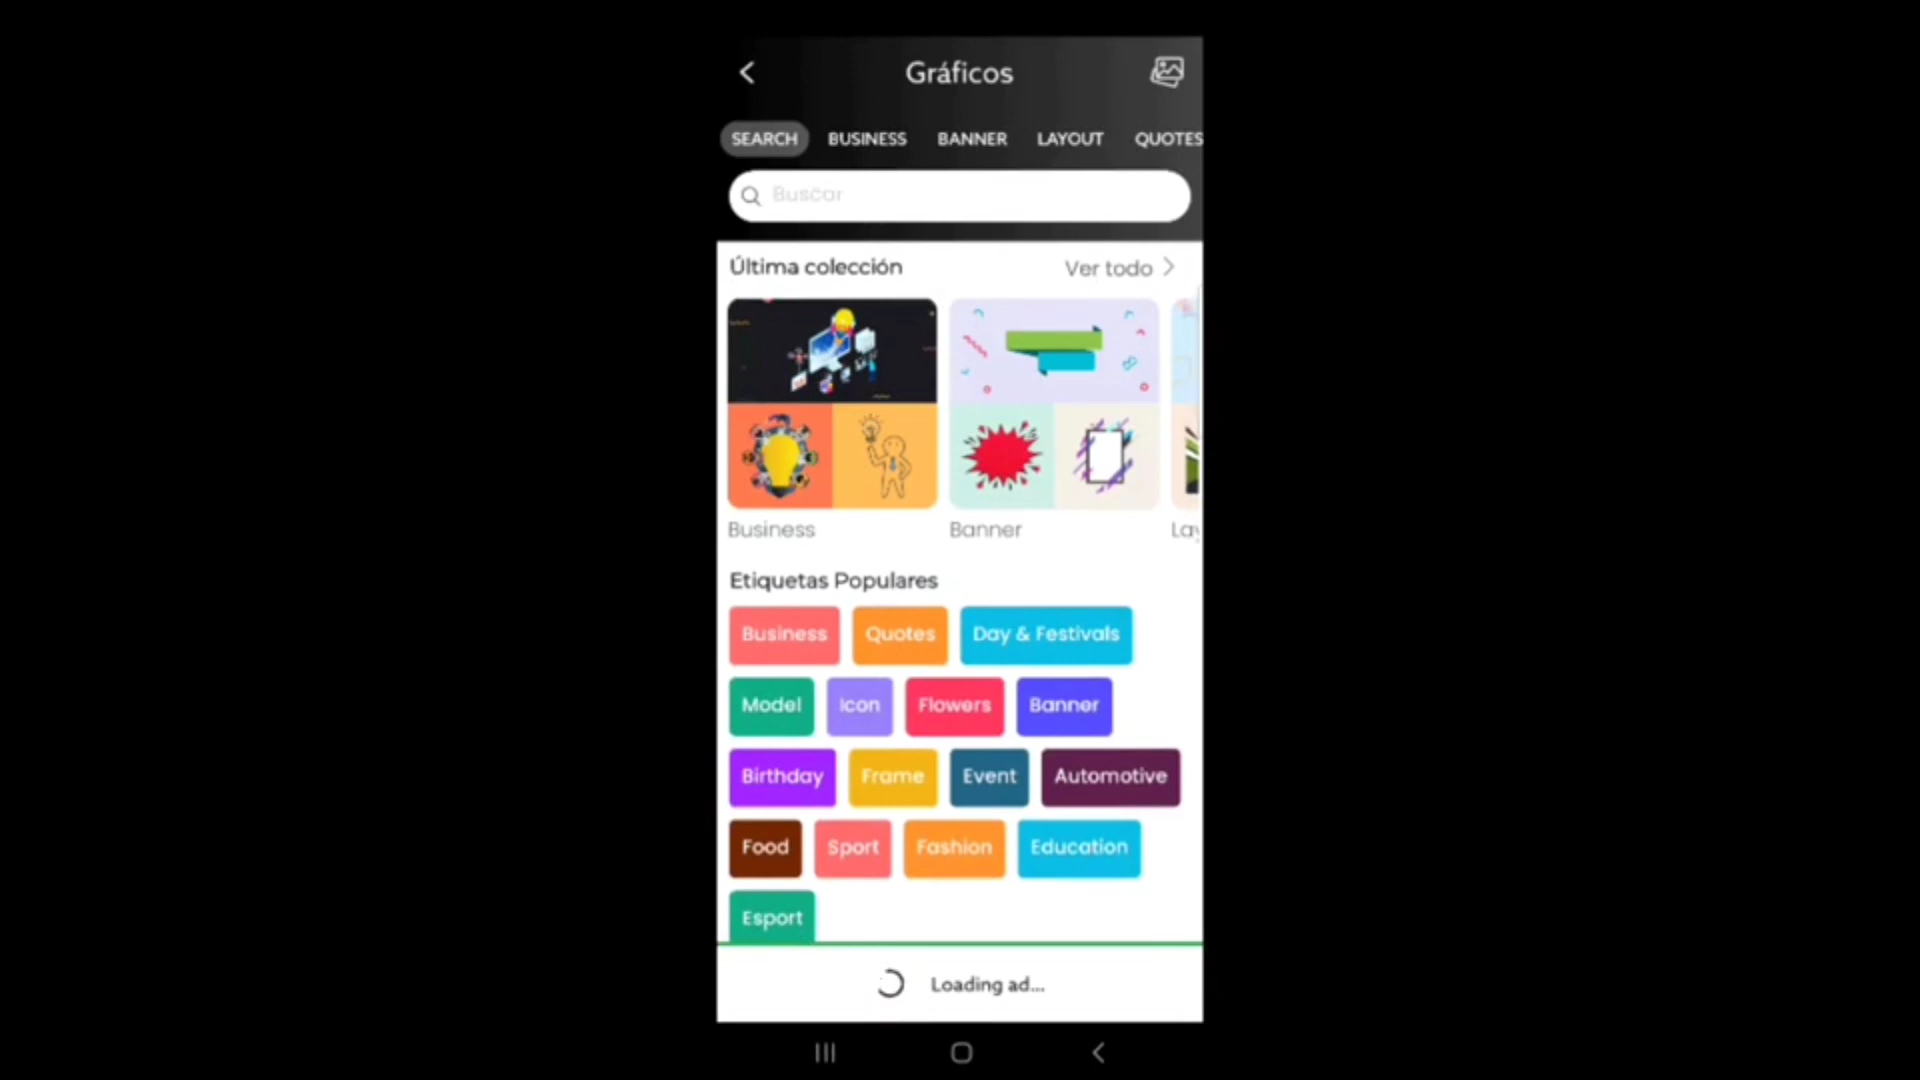 Gráficos
SEARCH BUSINESS BANNER LAYOUT QUOTES
Buscar
Última colección Ver todo
Business Banner Lay
Etiquetas Populares
Business Quotes Day & Festivals
Model Icon Flowers Banner
Birthday Frame Event Automotive
Food Sport Fashion Education
Esport
Loading ad...